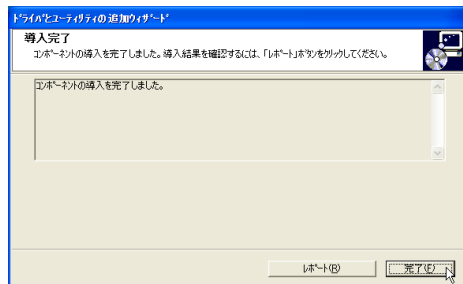 ﾄﾞﾗｲﾊﾞとﾕｰﾃｨﾘﾃｨの追加ｳｨｻﾞｰﾄﾞ
導入完了
ｺﾝﾎﾟｰﾈﾝﾄの導入を完了しました。導入結果を確認するには、「ﾚﾎﾟｰﾄ」ﾎﾞﾀﾝをｸﾘｯｸしてください。
ｺﾝﾎﾟｰﾈﾝﾄの導入を完了しました。
ﾚﾎﾟｰﾄ(R)
完了(F)